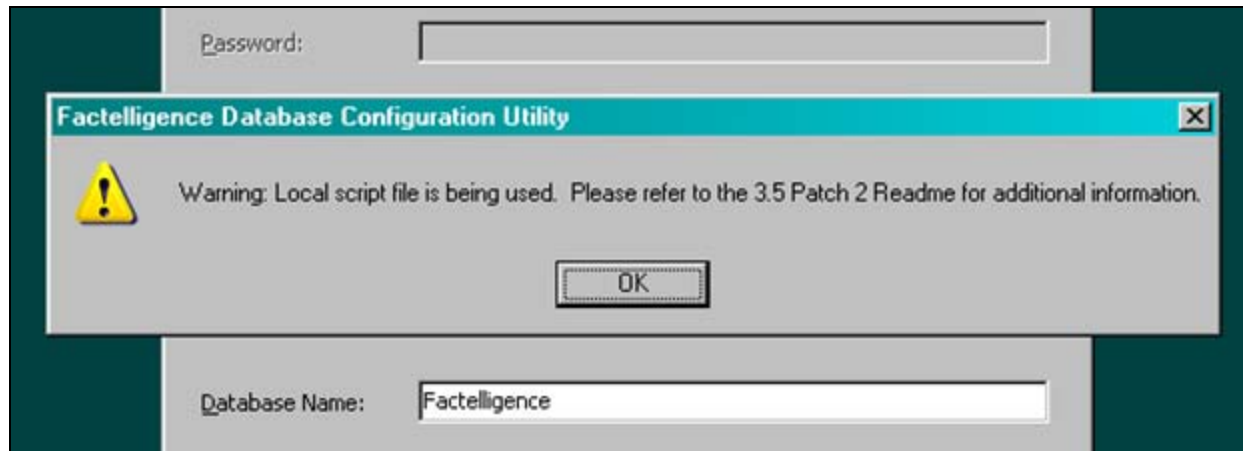 Password:
Factelligence Database Configuration Utility
Warning: Local script file is being used.  Please refer to the 3.5 Patch 2 Readme for additional information.
OK
Database Name: Factelligence